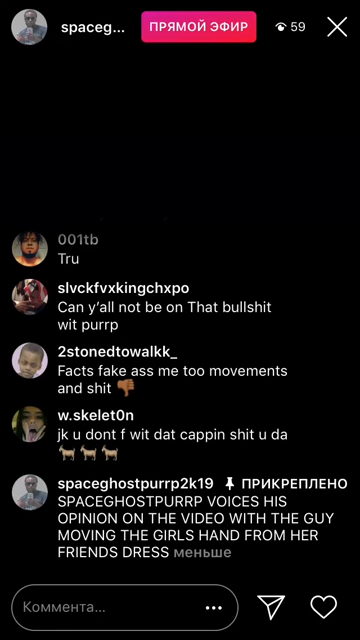 spaceg...
ПРЯМОЙ ЭФИР
59
001tb
Tru
slvckfvxkingchxpo
Can y'all not be on That bullshit
wit purrp
2stonedtowalkk_
Facts fake ass me too movements
and shit 👎🏾
w.skelet0n
jk u dont f wit dat cappin shit u da
🐐🐐🐐
spaceghostpurrp2k19 📌 ПРИКРЕПЛЕНО
SPACEGHOSTPURRP VOICES HIS
OPINION ON THE VIDEO WITH THE GUY
MOVING THE GIRLS HAND FROM HER
FRIENDS DRESS меньше
Коммента...